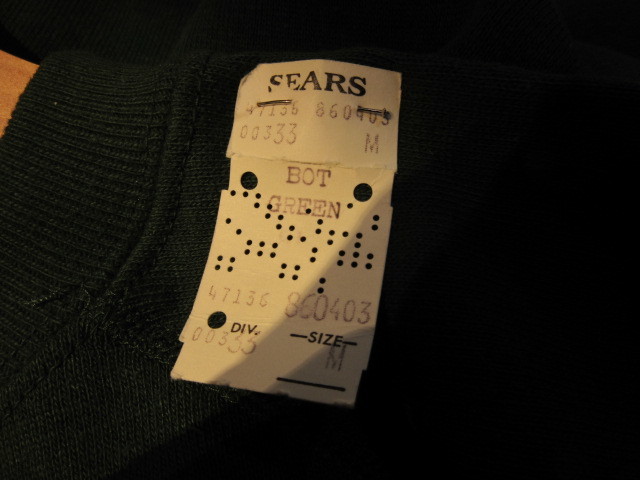 SEARS
47136 860403
00333 M
BOT
GREEN
47136 860403
DIV. SIZE
00333 M